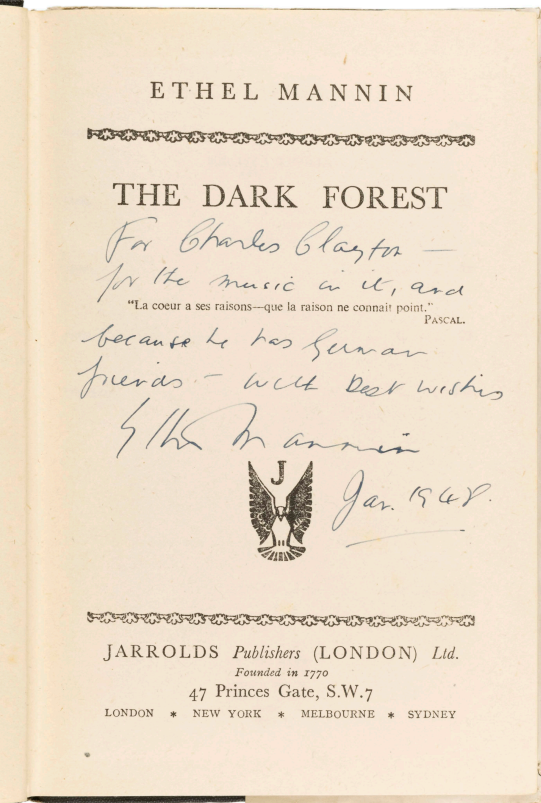 ETHEL MANNIN
THE DARK FOREST
For Charles Clayton —
for the music in it, and
"La coeur a ses raisons—que la raison ne connait point."
PASCAL.
because he has German
friends – with best wishes
Ethel Mannin
J
Jan. 1948.
JARROLDS Publishers (LONDON) Ltd.
Founded in 1770
47 Princes Gate, S.W.7
LONDON * NEW YORK * MELBOURNE * SYDNEY